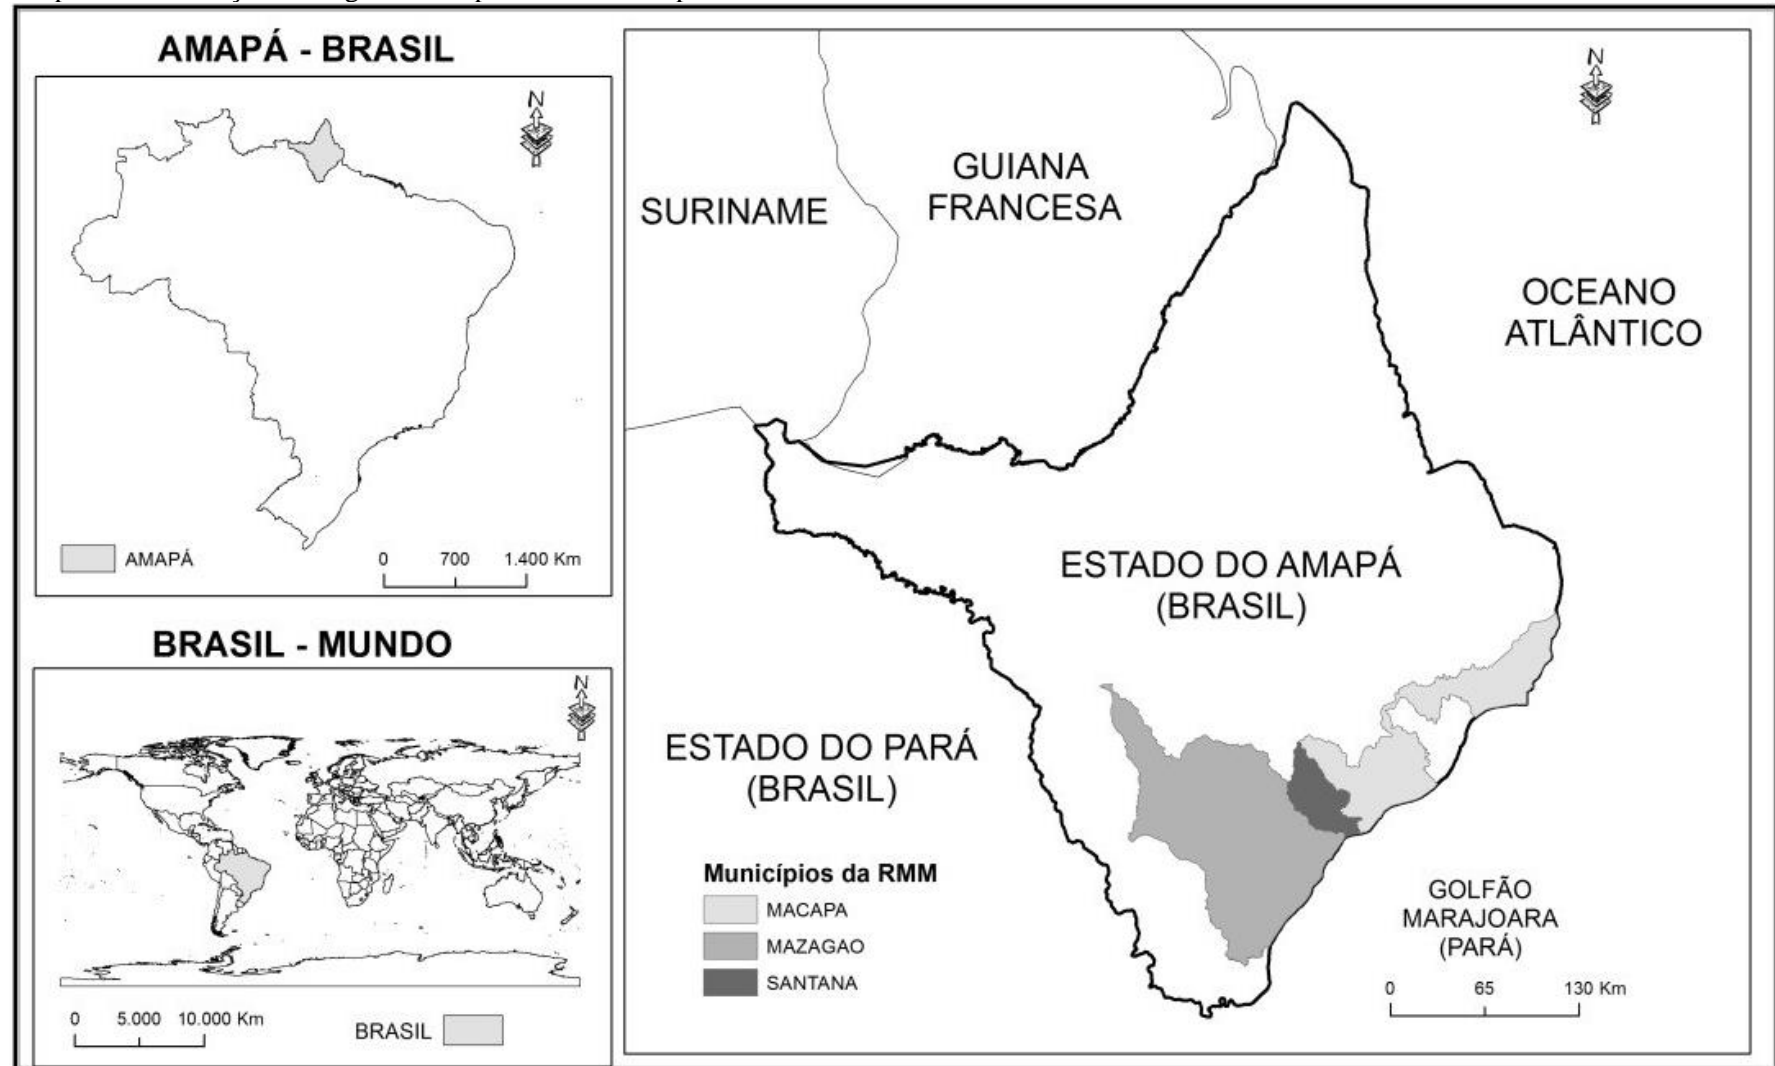 AMAPÁ - BRASIL
N
AMAPÁ
0 700 1.400 Km
BRASIL - MUNDO
N
0 5.000 10.000 Km
BRASIL
N
SURINAME
GUIANA
FRANCESA
OCEANO
ATLÂNTICO
ESTADO DO AMAPÁ
(BRASIL)
ESTADO DO PARÁ
(BRASIL)
Municípios da RMM
MACAPA
MAZAGAO
SANTANA
GOLFÃO
MARAJOARA
(PARÁ)
0 65 130 Km